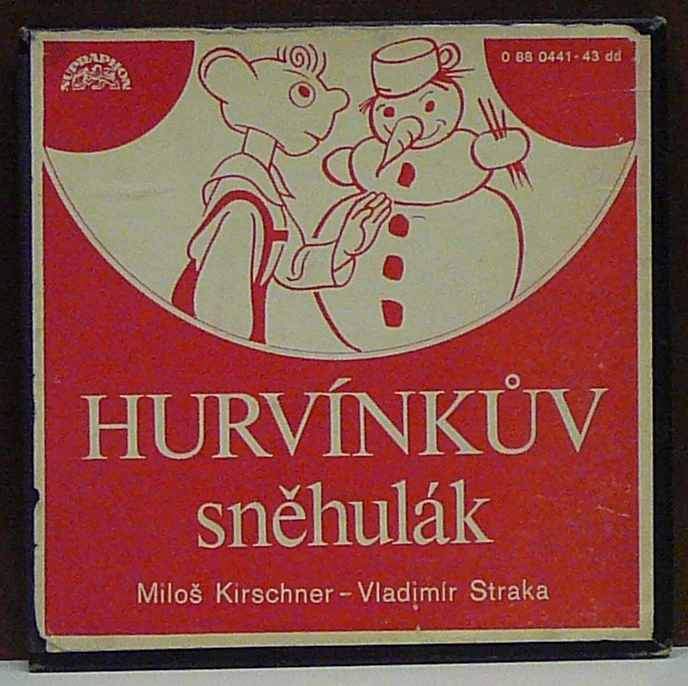 SUPRAPHON
0 88 0441-43 dd
HURVÍNKŮV
sněhulák
Miloš Kirschner – Vladimír Straka